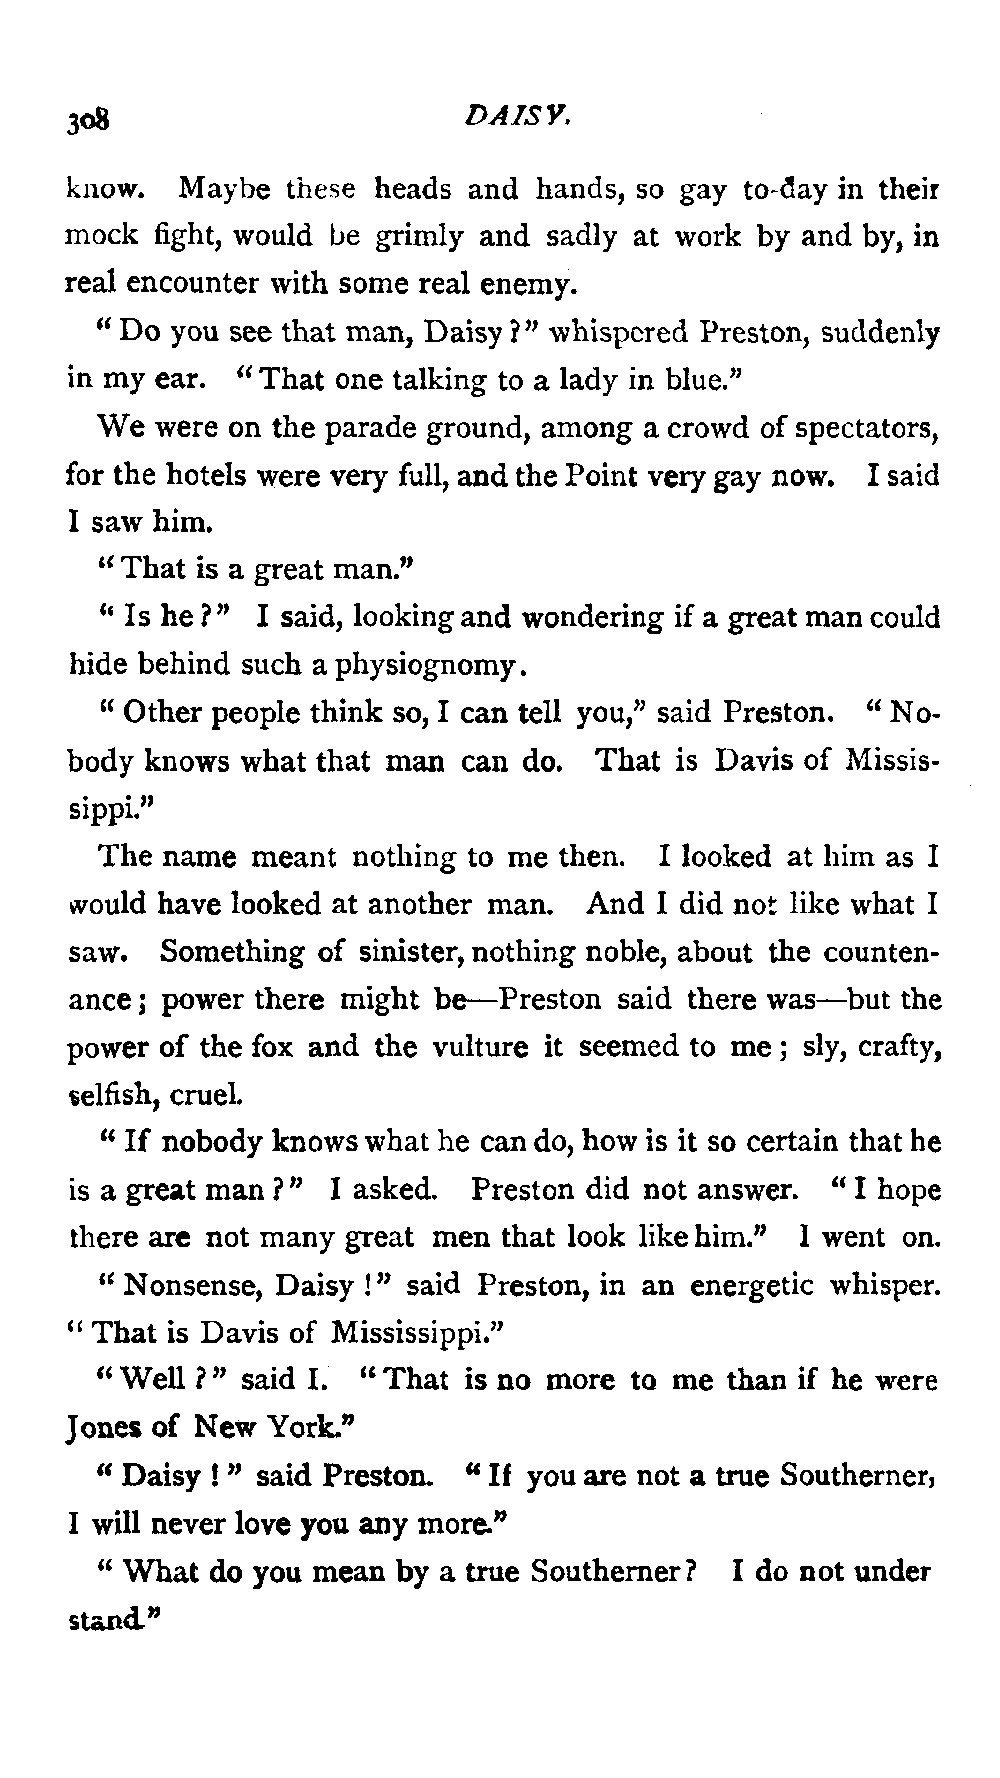 308 DAISY.
know. Maybe these heads and hands, so gay to-day in their
mock fight, would be grimly and sadly at work by and by, in
real encounter with some real enemy.
"Do you see that man, Daisy?" whispered Preston, suddenly
in my ear. "That one talking to a lady in blue."
We were on the parade ground, among a crowd of spectators,
for the hotels were very full, and the Point very gay now. I said
I saw him.
"That is a great man."
"Is he?" I said, looking and wondering if a great man could
hide behind such a physiognomy.
"Other people think so, I can tell you," said Preston. "No-
body knows what that man can do. That is Davis of Missis-
sippi."
The name meant nothing to me then. I looked at him as I
would have looked at another man. And I did not like what I
saw. Something of sinister, nothing noble, about the counten-
ance; power there might be—Preston said there was—but the
power of the fox and the vulture it seemed to me; sly, crafty,
selfish, cruel.
"If nobody knows what he can do, how is it so certain that he
is a great man?" I asked. Preston did not answer. "I hope
there are not many great men that look like him." I went on.
"Nonsense, Daisy!" said Preston, in an energetic whisper.
"That is Davis of Mississippi."
"Well?" said I. "That is no more to me than if he were
Jones of New York."
"Daisy!" said Preston. "If you are not a true Southerner,
I will never love you any more."
"What do you mean by a true Southerner? I do not under
stand."